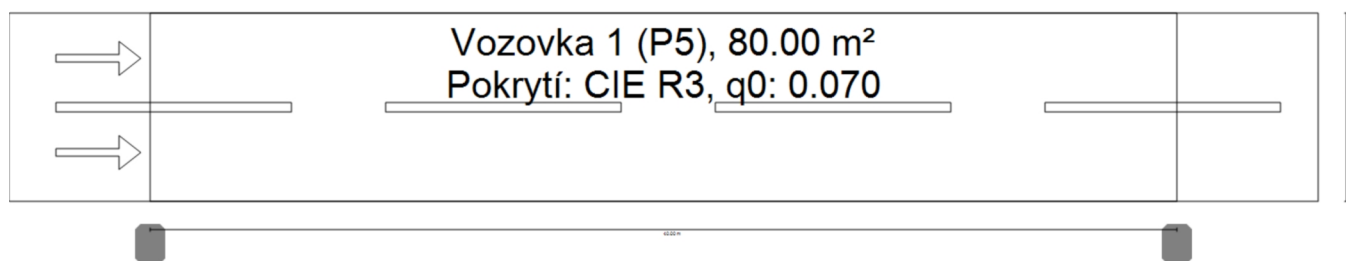 Vozovka 1 (P5), 80.00 m²
Pokrytí: CIE R3, q0: 0.070